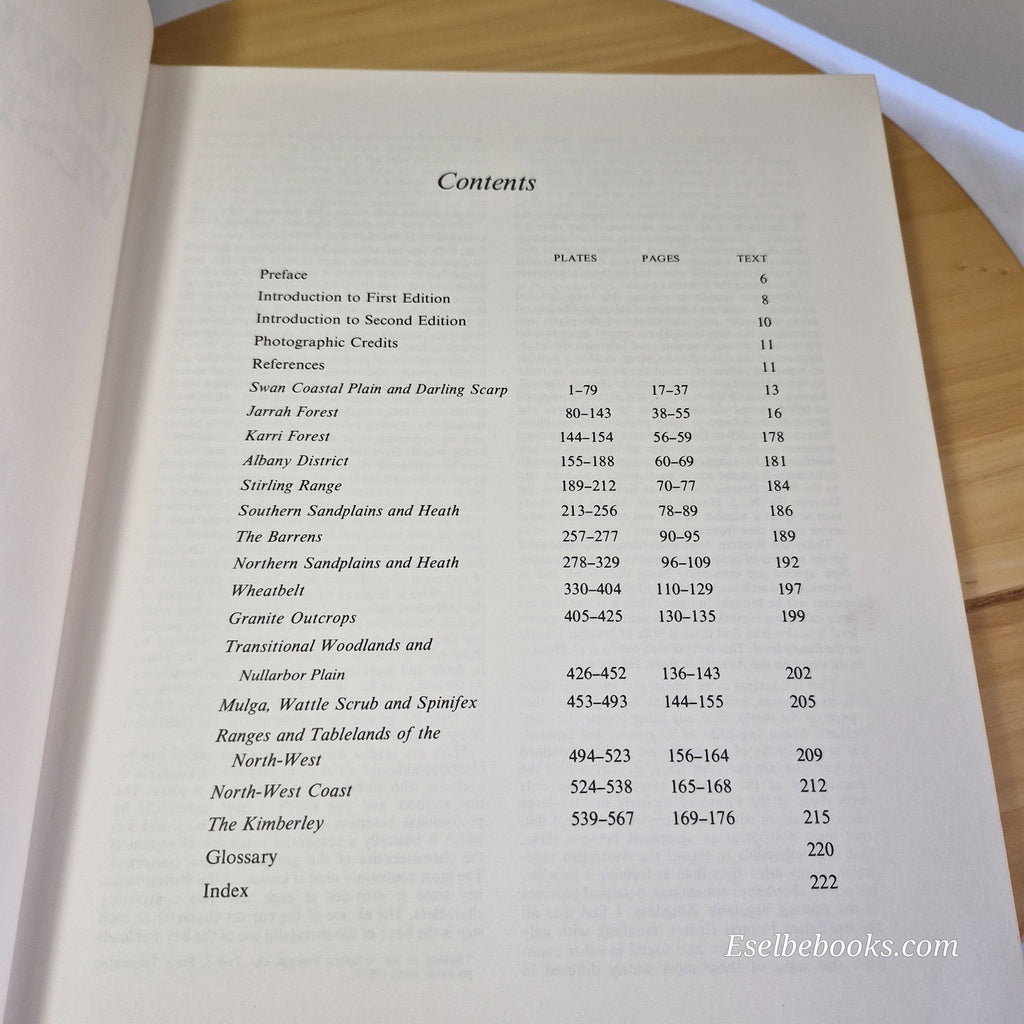 Contents
PLATES PAGES TEXT
Preface 6
Introduction to First Edition 8
Introduction to Second Edition 10
Photographic Credits 11
References 11
Swan Coastal Plain and Darling Scarp 1–79 17–37 13
Jarrah Forest 80–143 38–55 16
Karri Forest 144–154 56–59 178
Albany District 155–188 60–69 181
Stirling Range 189–212 70–77 184
Southern Sandplains and Heath 213–256 78–89 186
The Barrens 257–277 90–95 189
Northern Sandplains and Heath 278–329 96–109 192
Wheatbelt 330–404 110–129 197
Granite Outcrops 405–425 130–135 199
Transitional Woodlands and
Nullarbor Plain 426–452 136–143 202
Mulga, Wattle Scrub and Spinifex 453–493 144–155 205
Ranges and Tablelands of the
North-West 494–523 156–164 209
North-West Coast 524–538 165–168 212
The Kimberley 539–567 169–176 215
Glossary 220
Index 222
Eselbebooks.com